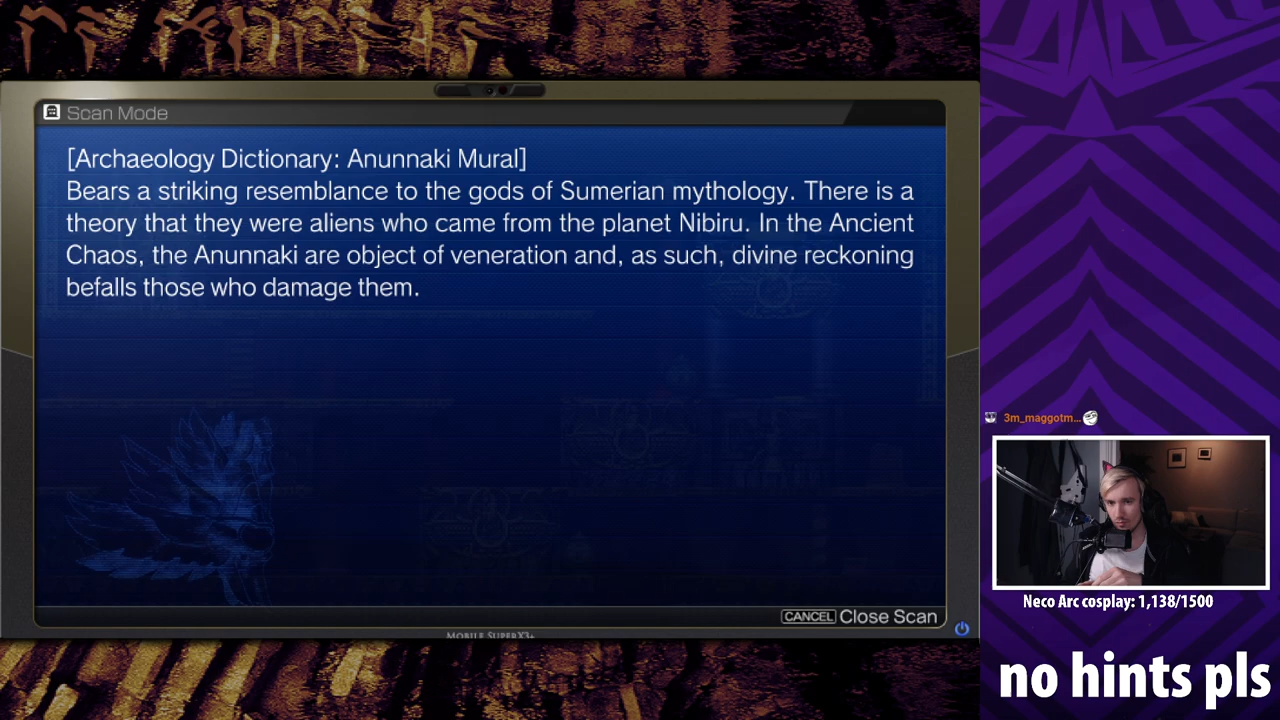 Scan Mode
[Archaeology Dictionary: Anunnaki Mural]
Bears a striking resemblance to the gods of Sumerian mythology. There is a
theory that they were aliens who came from the planet Nibiru. In the Ancient
Chaos, the Anunnaki are object of veneration and, as such, divine reckoning
befalls those who damage them.
CANCEL Close Scan
MOBILE SUPERX3+
3m_maggotm...
Neco Arc cosplay: 1,138/1500
no hints pls